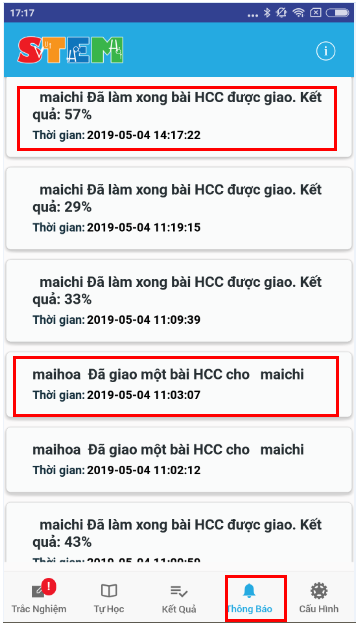 17:17
STEM
maichi Đã làm xong bài HCC được giao. Kết
quả: 57%
Thời gian: 2019-05-04 14:17:22
maichi Đã làm xong bài HCC được giao. Kết
quả: 29%
Thời gian: 2019-05-04 11:19:15
maichi Đã làm xong bài HCC được giao. Kết
quả: 33%
Thời gian: 2019-05-04 11:09:39
maihoa Đã giao một bài HCC cho maichi
Thời gian: 2019-05-04 11:03:07
maihoa Đã giao một bài HCC cho maichi
Thời gian: 2019-05-04 11:02:12
maichi Đã làm xong bài HCC được giao. Kết
quả: 43%
Trắc Nghiệm Tự Học Kết Quả Thông Báo Cấu Hình